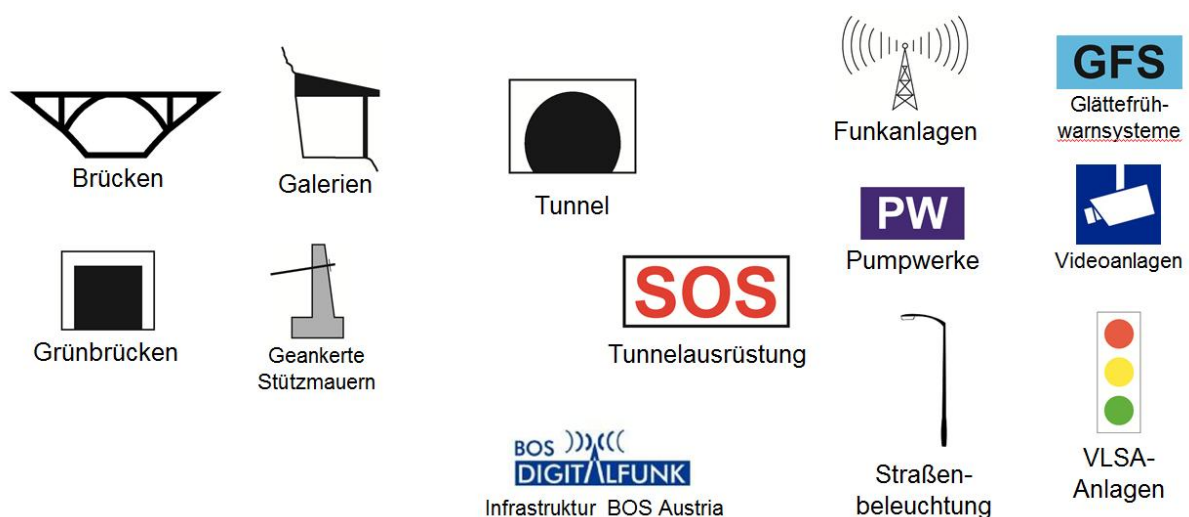 Brücken
Galerien
Tunnel
Funkanlagen
GFS
Glättefrüh-
warnsysteme
PW
Pumpwerke
Videoanlagen
Grünbrücken
Geankerte
Stützmauern
SOS
Tunnelausrüstung
BOS
DIGITALFUNK
Infrastruktur BOS Austria
Straßen-
beleuchtung
VLSA-
Anlagen